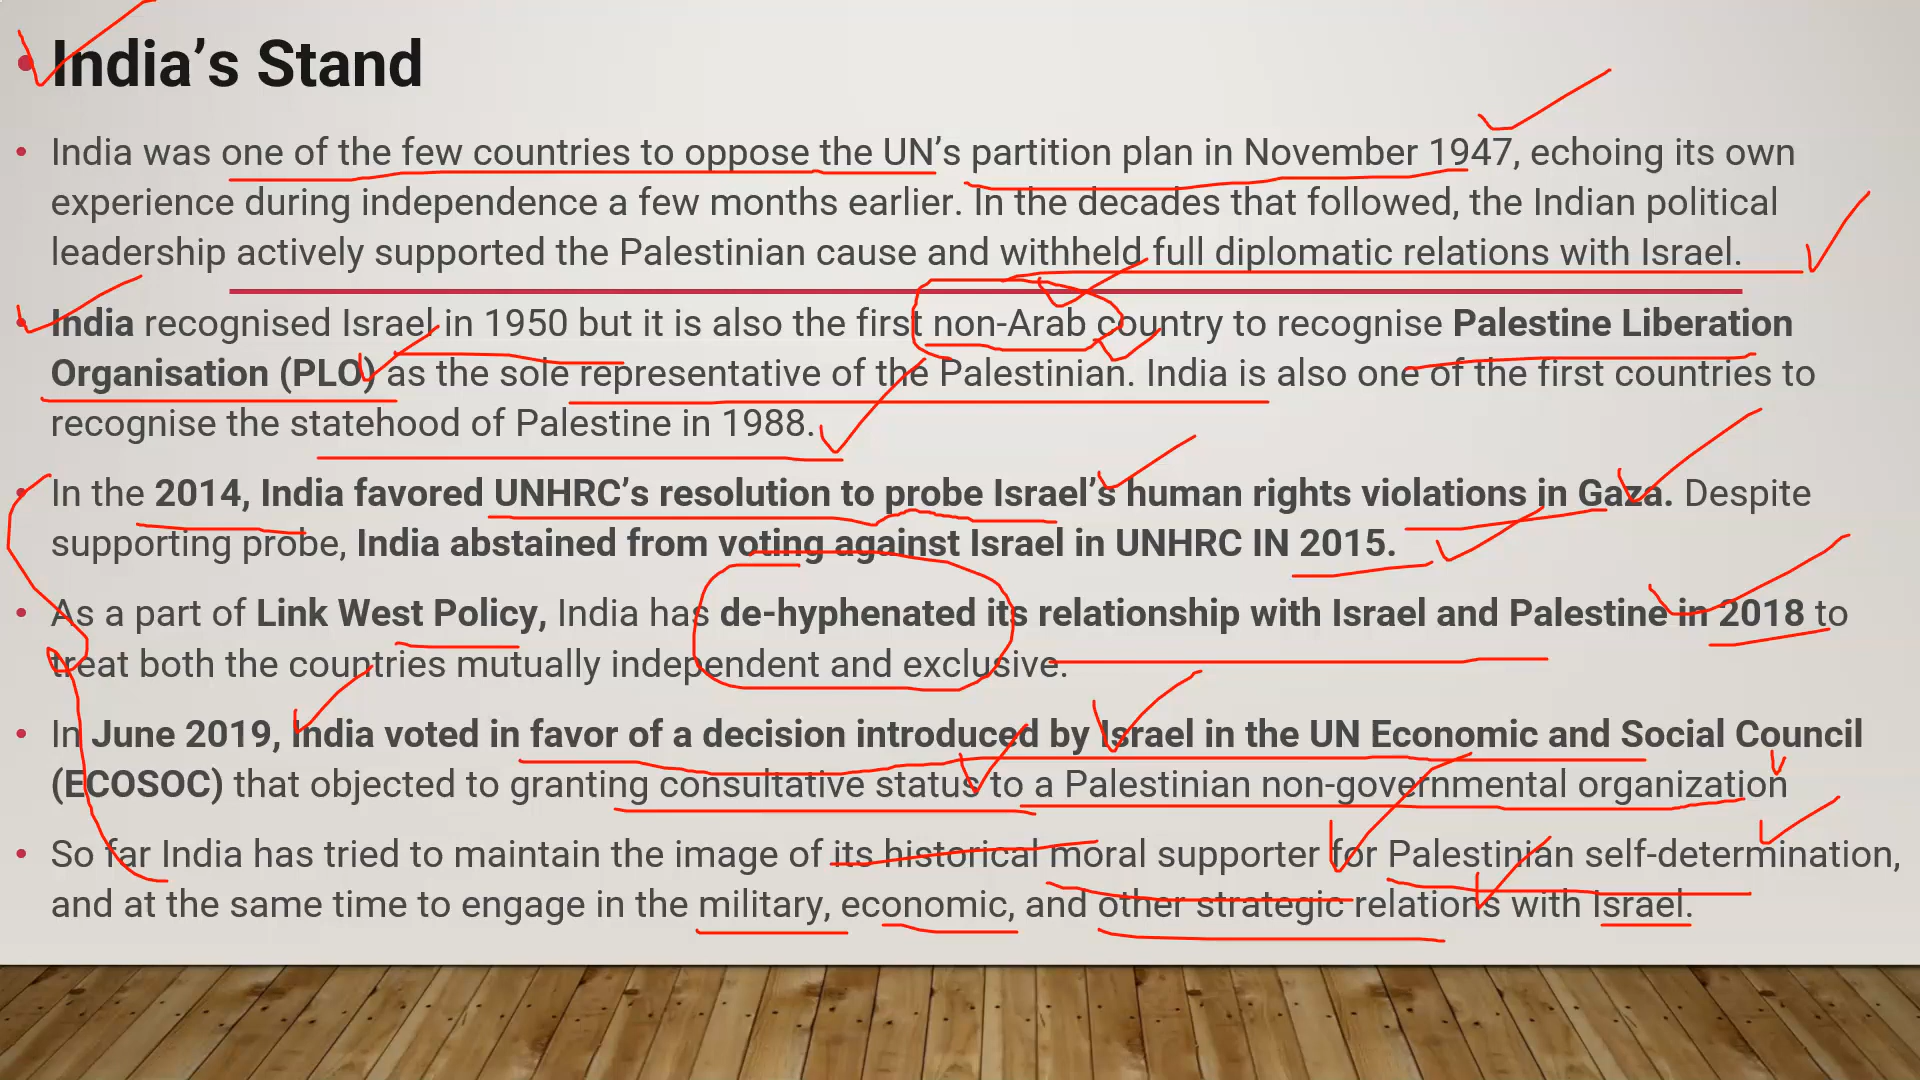 • India’s Stand
• India was one of the few countries to oppose the UN’s partition plan in November 1947, echoing its own
experience during independence a few months earlier. In the decades that followed, the Indian political
leadership actively supported the Palestinian cause and withheld full diplomatic relations with Israel.
• India recognised Israel in 1950 but it is also the first non-Arab country to recognise Palestine Liberation
Organisation (PLO) as the sole representative of the Palestinian. India is also one of the first countries to
recognise the statehood of Palestine in 1988.
• In the 2014, India favored UNHRC’s resolution to probe Israel’s human rights violations in Gaza. Despite
supporting probe, India abstained from voting against Israel in UNHRC IN 2015.
• As a part of Link West Policy, India has de-hyphenated its relationship with Israel and Palestine in 2018 to
treat both the countries mutually independent and exclusive.
• In June 2019, India voted in favor of a decision introduced by Israel in the UN Economic and Social Council
(ECOSOC) that objected to granting consultative status to a Palestinian non-governmental organization
• So far India has tried to maintain the image of its historical moral supporter for Palestinian self-determination,
and at the same time to engage in the military, economic, and other strategic relations with Israel.